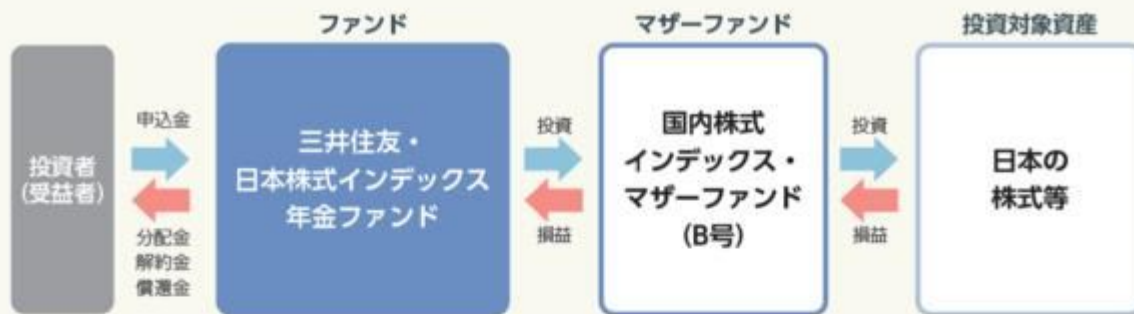 ファンド
マザーファンド
投資対象資産
投資者
(受益者)
申込金
分配金
解約金
償還金
三井住友・
日本株式インデックス
年金ファンド
投資
損益
国内株式
インデックス・
マザーファンド
(B号)
投資
損益
日本の
株式等